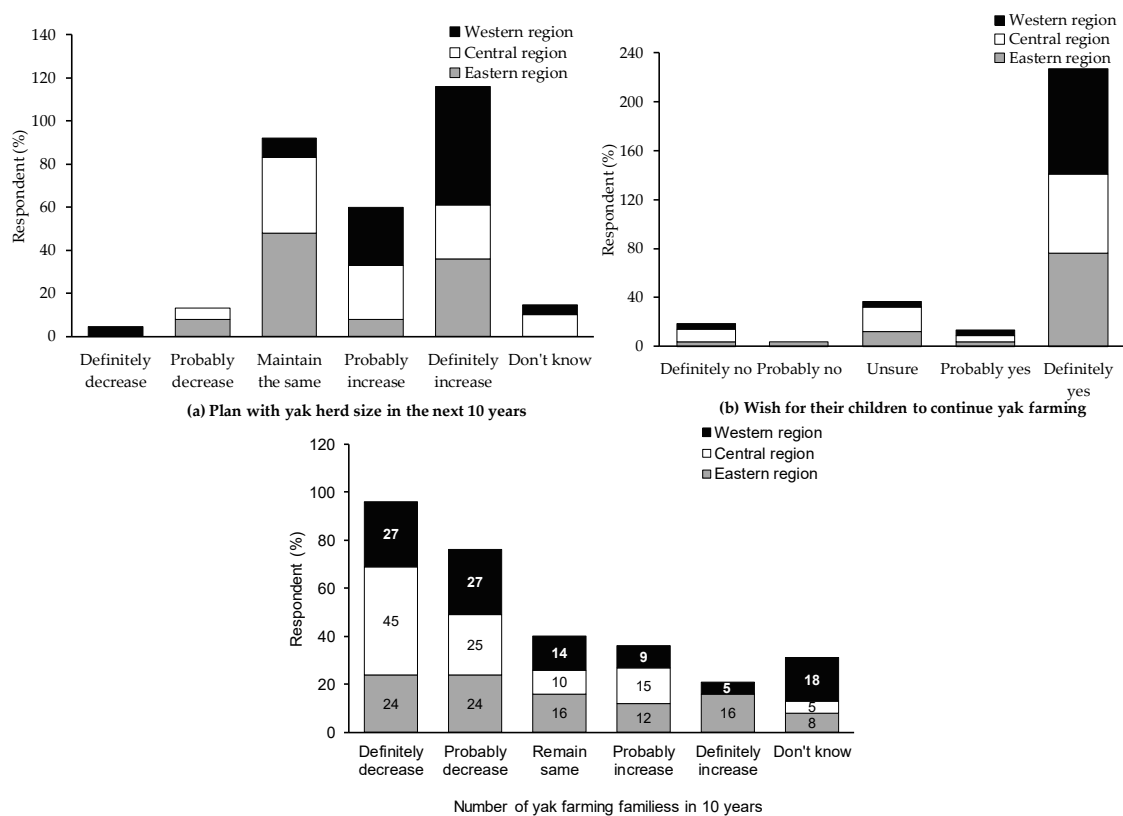 Western region
Central region
Eastern region
140
120
100
80
60
40
20
0
Respondent (%)
Definitely decrease
Probably decrease
Maintain the same
Probably increase
Definitely increase
Don't know
(a) Plan with yak herd size in the next 10 years
Western region
Central region
Eastern region
240
200
160
120
80
40
0
Respondent (%)
Definitely no
Probably no
Unsure
Probably yes
Definitely yes
(b) Wish for their children to continue yak farming
Western region
Central region
Eastern region
120
100
80
60
40
20
0
Respondent (%)
27
45
24
27
25
24
14
10
16
9
15
12
5
16
18
5
8
Definitely decrease
Probably decrease
Remain same
Probably increase
Definitely increase
Don't know
Number of yak farming familiess in 10 years